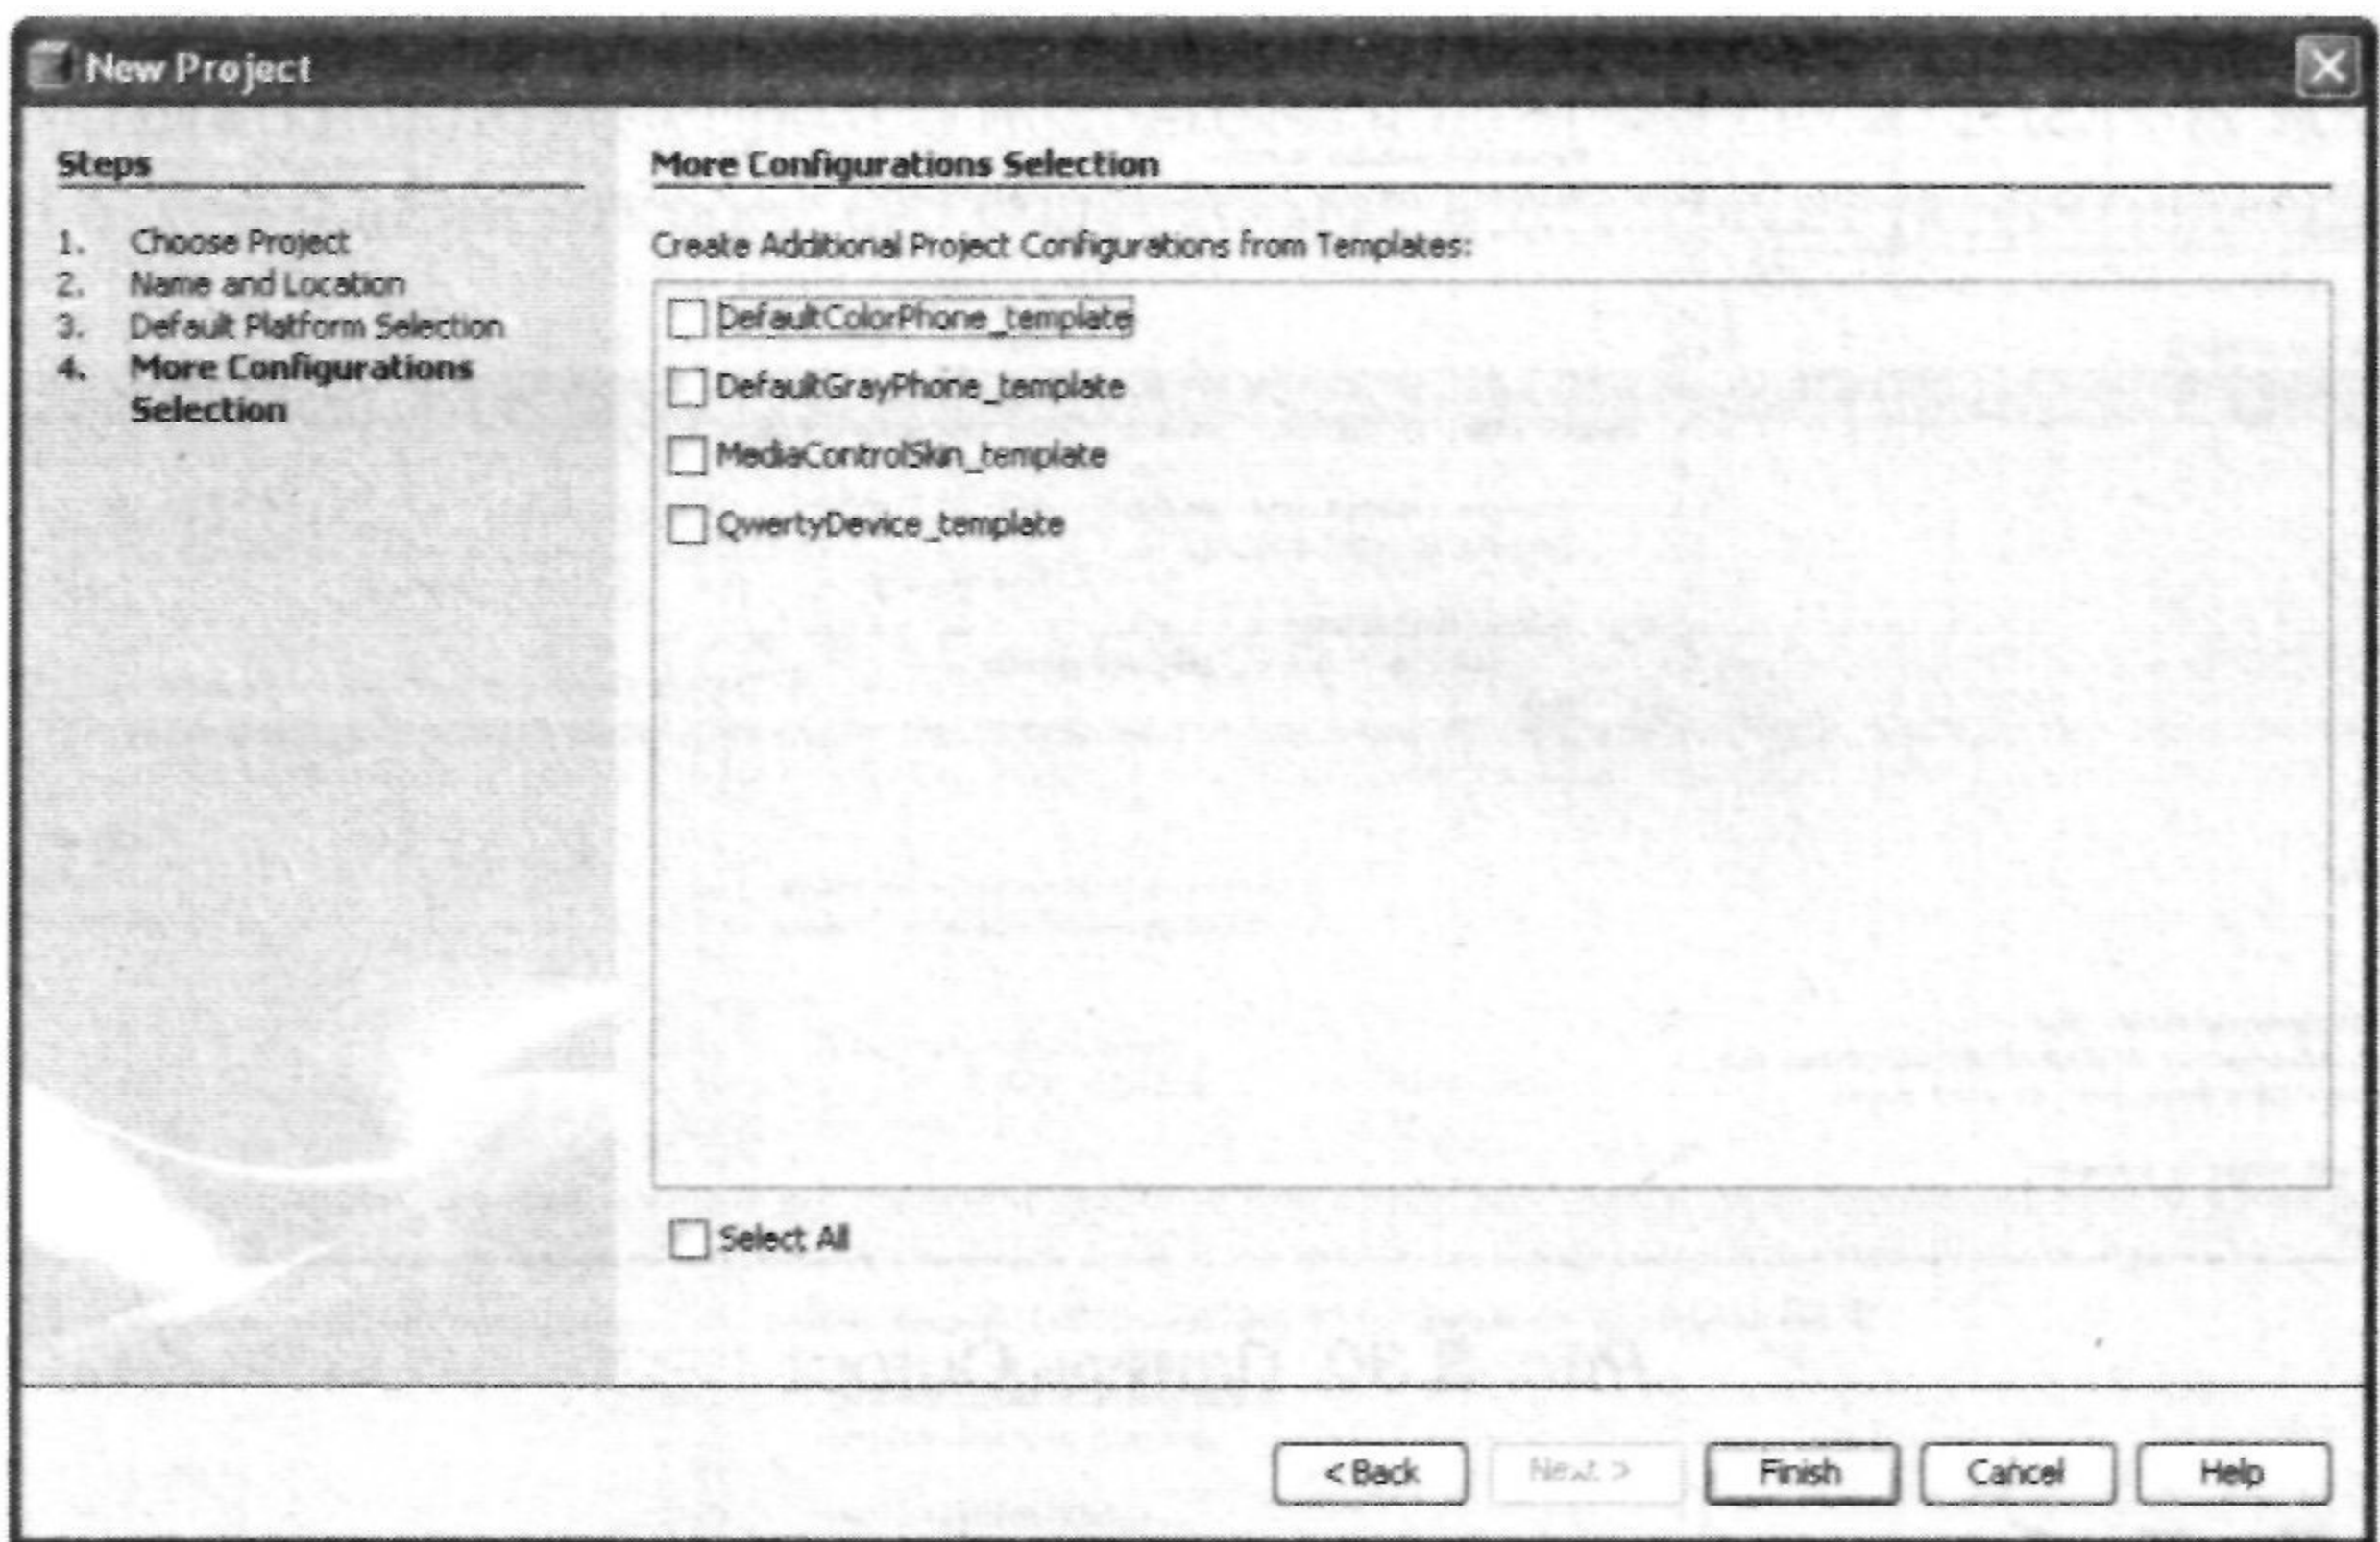 New Project
Steps
1. Choose Project
2. Name and Location
3. Default Platform Selection
4. More Configurations
Selection
More Configurations Selection
Create Additional Project Configurations from Templates:
DefaultColorPhone_template
DefaultGrayPhone_template
MediaControlSkin_template
QwertyDevice_template
Select All
< Back
Next >
Finish
Cancel
Help